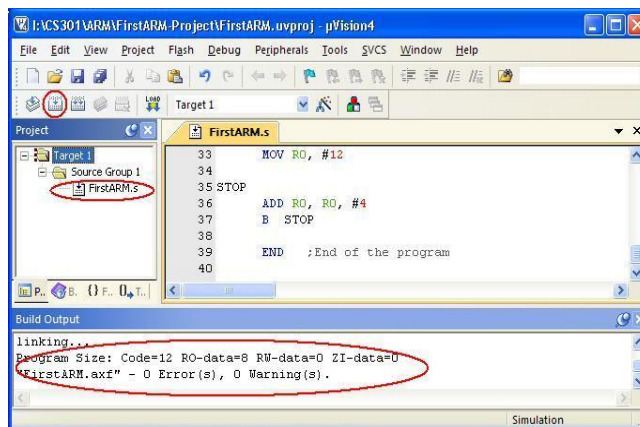 I:\CS301\ARM\FirstARM-Project\FirstARM.uvproj - µVision4
File Edit View Project Flash Debug Peripherals Tools SVCS Window Help
LOAD Target 1
Project
FirstARM.s
Target 1
Source Group 1
FirstARM.s
33 MOV R0, #12
34
35 STOP
36 ADD R0, R0, #4
37 B STOP
38
39 END ;End of the program
40
P.. B. {} F.. T..
Build Output
linking...
Program Size: Code=12 RO-data=8 RW-data=0 ZI-data=0
"FirstARM.axf" - 0 Error(s), 0 Warning(s).
Simulation